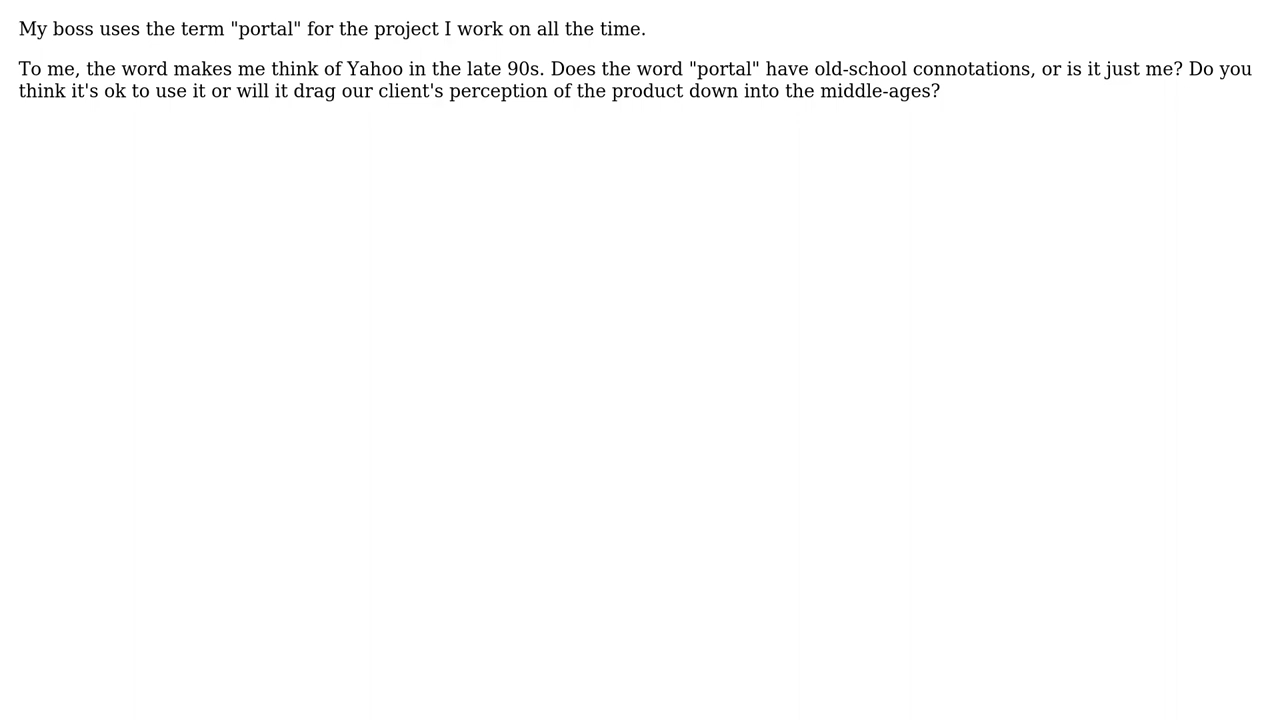 My boss uses the term "portal" for the project I work on all the time.
To me, the word makes me think of Yahoo in the late 90s. Does the word "portal" have old-school connotations, or is it just me? Do you
think it's ok to use it or will it drag our client's perception of the product down into the middle-ages?